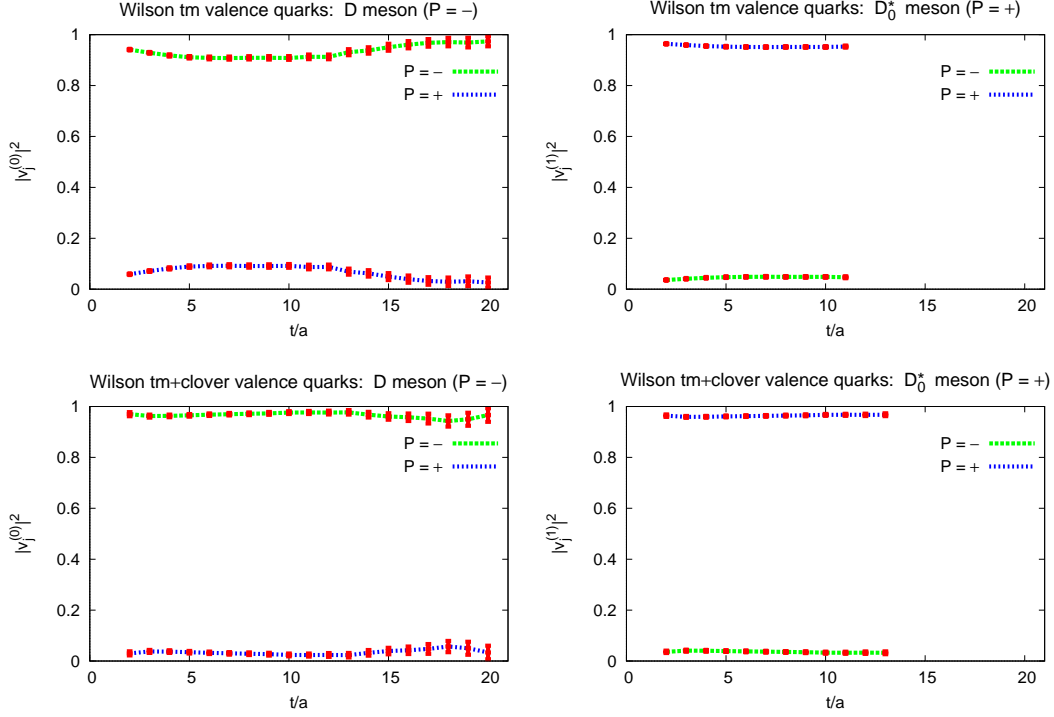 Wilson tm valence quarks: D meson (P = −)
1
0.8
0.6
0.4
0.2
0
|v_j^(0)|^2
P = −
P = +
0 5 10 15 20
t/a
Wilson tm valence quarks: D_0^* meson (P = +)
1
0.8
0.6
0.4
0.2
0
|v_j^(1)|^2
P = −
P = +
0 5 10 15 20
t/a
Wilson tm+clover valence quarks: D meson (P = −)
1
0.8
0.6
0.4
0.2
0
|v_j^(0)|^2
P = −
P = +
0 5 10 15 20
t/a
Wilson tm+clover valence quarks: D_0^* meson (P = +)
1
0.8
0.6
0.4
0.2
0
|v_j^(1)|^2
P = −
P = +
0 5 10 15 20
t/a